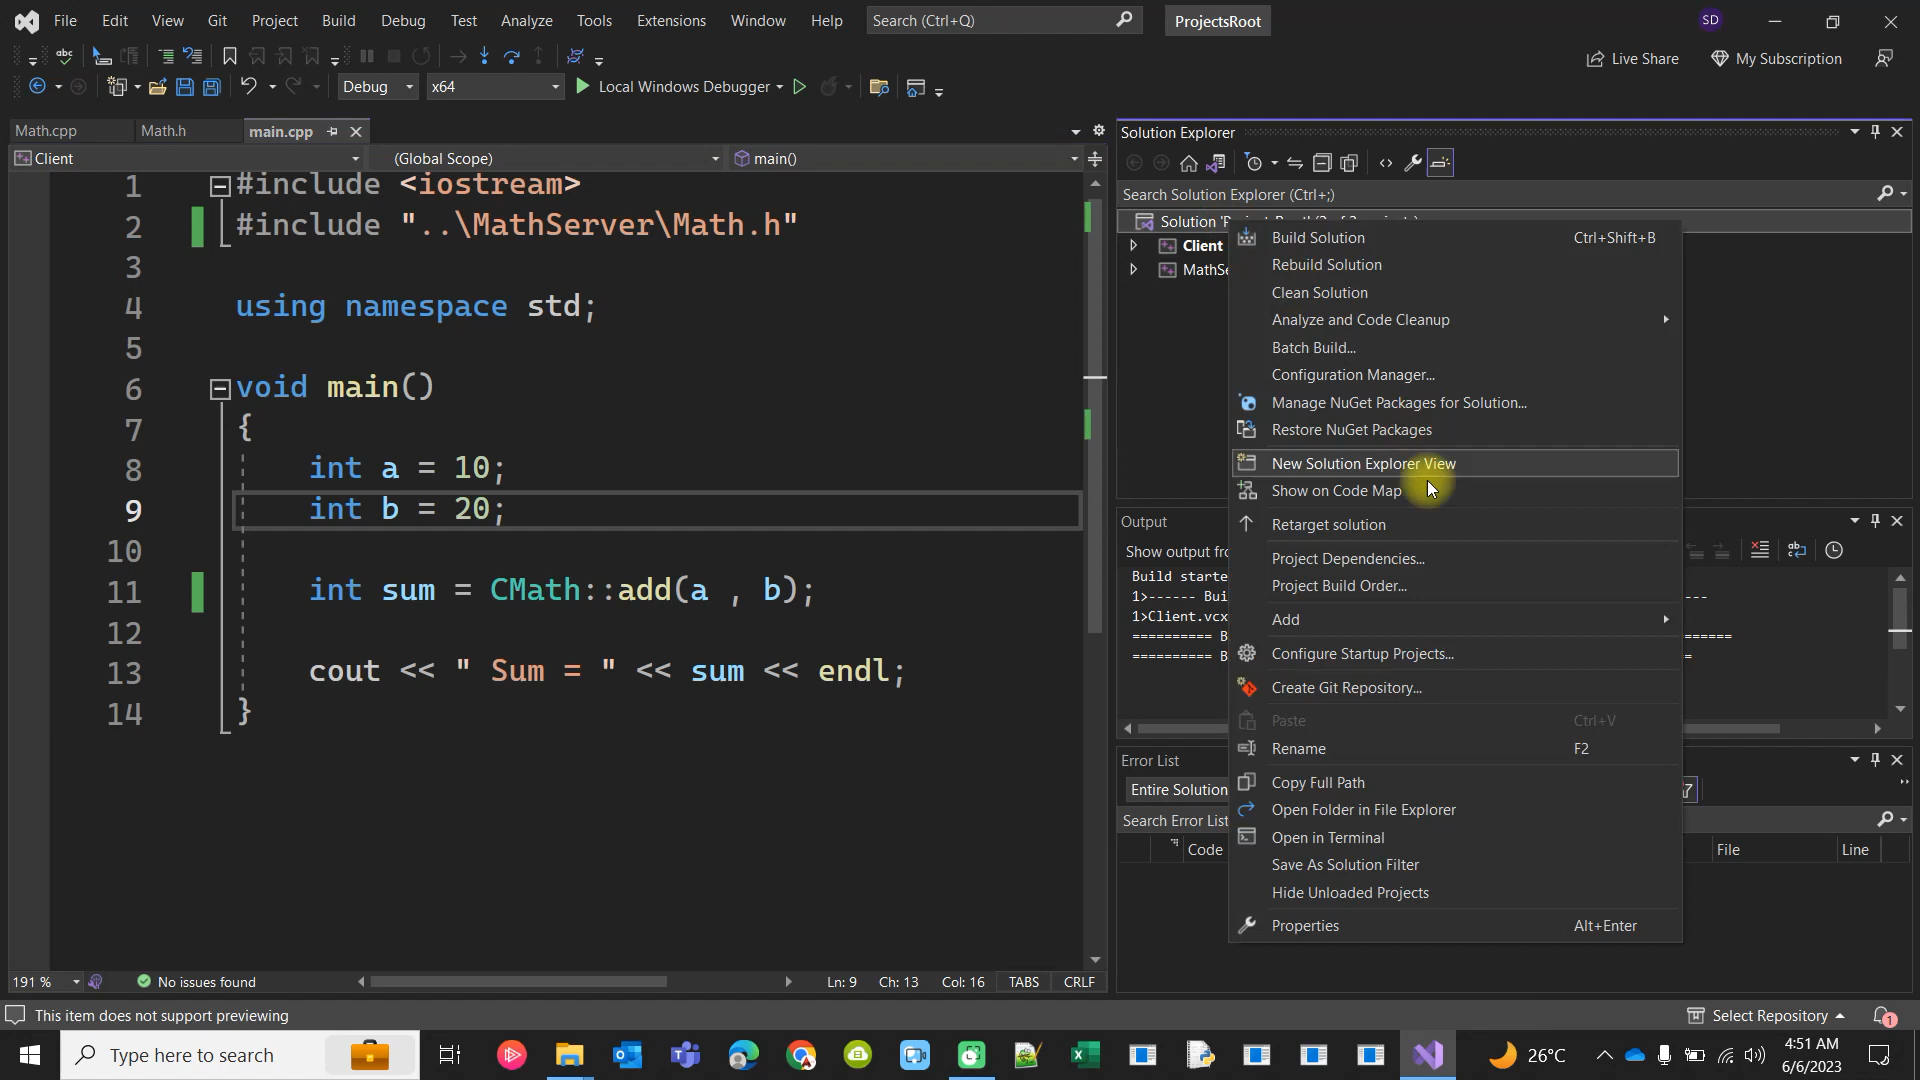 File Edit View Git Project Build Debug Test Analyze Tools Extensions Window Help Search (Ctrl+Q) ProjectsRoot SD
Live Share My Subscription
Debug x64 Local Windows Debugger
Math.cpp Math.h main.cpp
Client (Global Scope) main()
1 #include <iostream>
2 #include "..\MathServer\Math.h"
3
4 using namespace std;
5
6 void main()
7 {
8 int a = 10;
9 int b = 20;
10
11 int sum = CMath::add(a , b);
12
13 cout << " Sum = " << sum << endl;
14 }
191 % No issues found Ln: 9 Ch: 13 Col: 16 TABS CRLF
Solution Explorer
Search Solution Explorer (Ctrl+;)
Solution
Client
MathSe
Build Solution Ctrl+Shift+B
Rebuild Solution
Clean Solution
Analyze and Code Cleanup
Batch Build...
Configuration Manager...
Manage NuGet Packages for Solution...
Restore NuGet Packages
New Solution Explorer View
Show on Code Map
Retarget solution
Project Dependencies...
Project Build Order...
Add
Configure Startup Projects...
Create Git Repository...
Paste Ctrl+V
Rename F2
Copy Full Path
Open Folder in File Explorer
Open in Terminal
Save As Solution Filter
Hide Unloaded Projects
Properties Alt+Enter
Output
Show output fro
Build starte
1>------ Bui
1>Client.vcx
========== B
========== B
Error List
Entire Solution
Search Error List
Code File Line
This item does not support previewing Select Repository 1
Type here to search 26°C 4:51 AM
6/6/2023